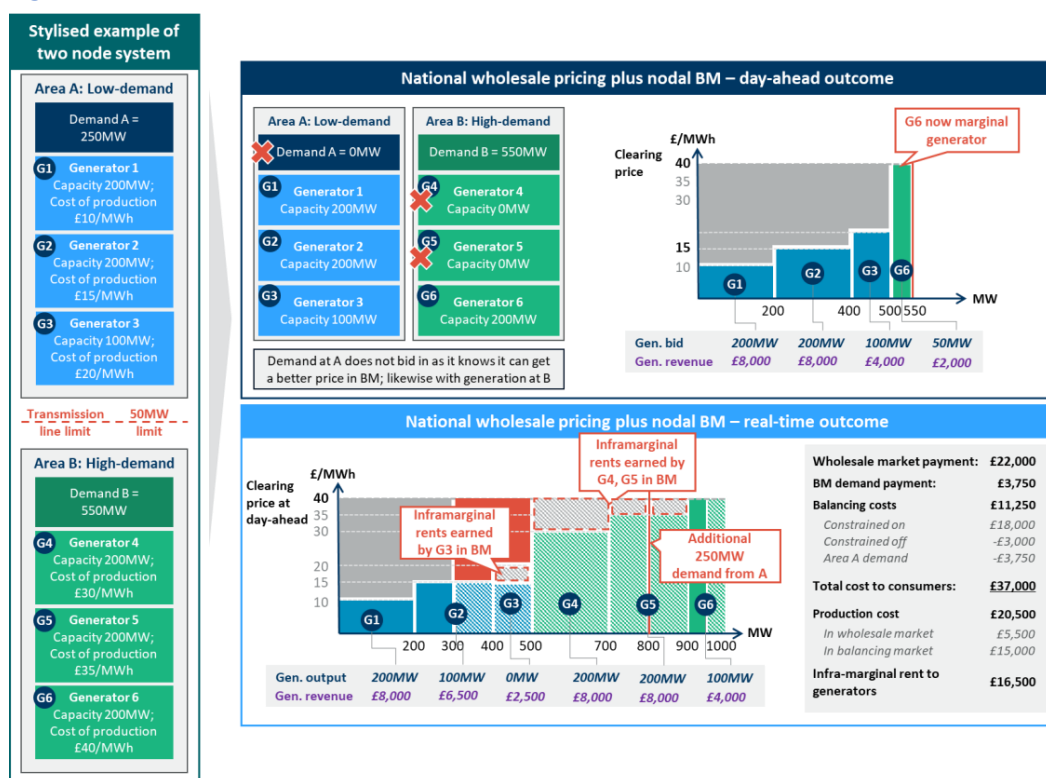 Stylised example of
two node system
Area A: Low-demand
Demand A =
250MW
G1
Generator 1
Capacity 200MW;
Cost of production
£10/MWh
G2
Generator 2
Capacity 200MW;
Cost of production
£15/MWh
G3
Generator 3
Capacity 100MW;
Cost of production
£20/MWh
Transmission 50MW
line limit limit
Area B: High-demand
Demand B =
550MW
G4
Generator 4
Capacity 200MW;
Cost of production
£30/MWh
G5
Generator 5
Capacity 200MW;
Cost of production
£35/MWh
G6
Generator 6
Capacity 200MW;
Cost of production
£40/MWh
National wholesale pricing plus nodal BM – day-ahead outcome
Area A: Low-demand
Demand A = 0MW
G1
Generator 1
Capacity 200MW
G2
Generator 2
Capacity 200MW
G3
Generator 3
Capacity 100MW
Area B: High-demand
Demand B = 550MW
G4
Generator 4
Capacity 0MW
G5
Generator 5
Capacity 0MW
G6
Generator 6
Capacity 200MW
Demand at A does not bid in as it knows it can get
a better price in BM; likewise with generation at B
G6 now marginal
generator
£/MWh
Clearing
price
40
35
30
15
10
G1 G2 G3 G6
MW
200 400 500 550
Gen. bid 200MW 200MW 100MW 50MW
Gen. revenue £8,000 £8,000 £4,000 £2,000
National wholesale pricing plus nodal BM – real-time outcome
£/MWh
Clearing
price at
day-ahead
40
35
30
20
15
10
Inframarginal
rents earned
by G3 in BM
Inframarginal
rents earned by
G4, G5 in BM
Additional
250MW
demand from A
G1 G2 G3 G4 G5 G6
MW
200 300 400 500 700 800 900 1000
Gen. output 200MW 100MW 0MW 200MW 200MW 100MW
Gen. revenue £8,000 £6,500 £2,500 £8,000 £8,000 £4,000
Wholesale market payment: £22,000
BM demand payment: £3,750
Balancing costs £11,250
Constrained on £18,000
Constrained off -£3,000
Area A demand -£3,750
Total cost to consumers: £37,000
Production cost £20,500
In wholesale market £5,500
In balancing market £15,000
Infra-marginal rent to
generators £16,500